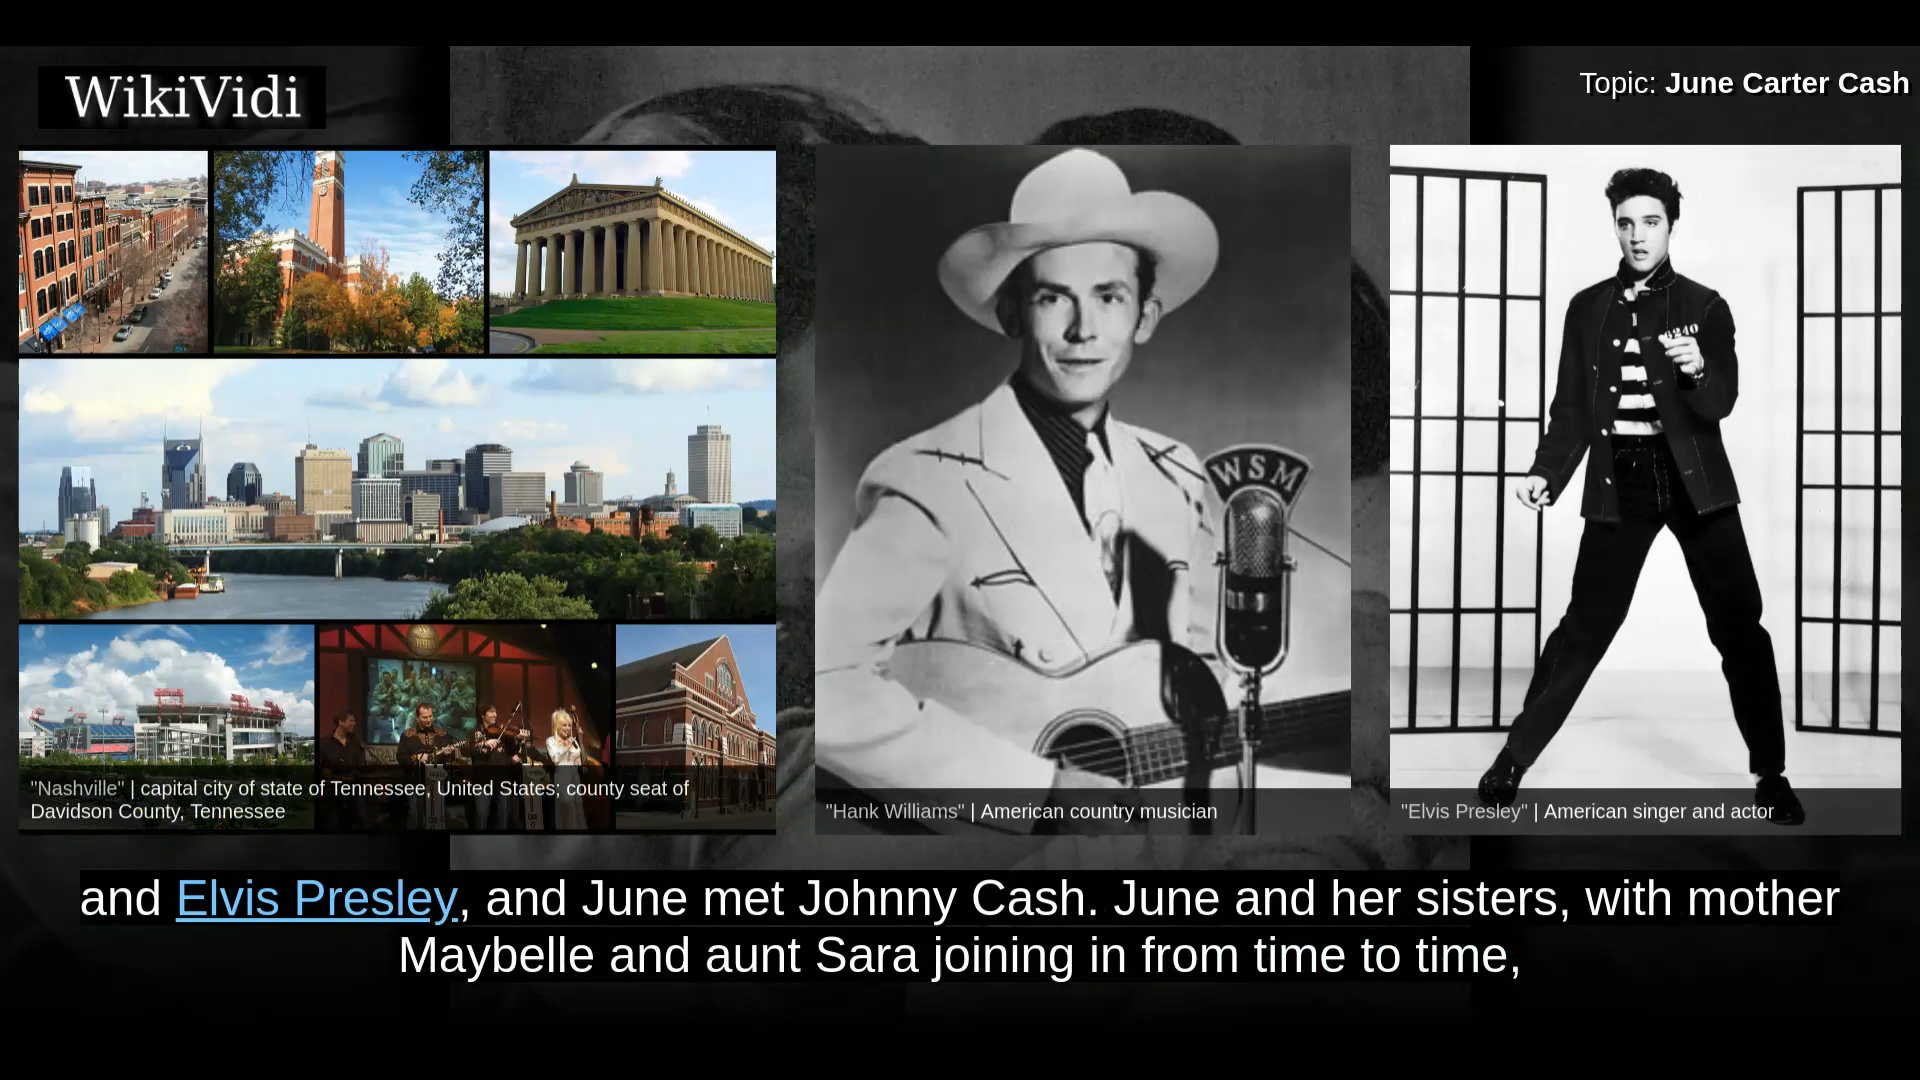 WikiVidi
Topic: June Carter Cash
WSM
6240
"Nashville" | capital city of state of Tennessee, United States; county seat of
Davidson County, Tennessee
"Hank Williams" | American country musician
"Elvis Presley" | American singer and actor
and Elvis Presley, and June met Johnny Cash. June and her sisters, with mother
Maybelle and aunt Sara joining in from time to time,